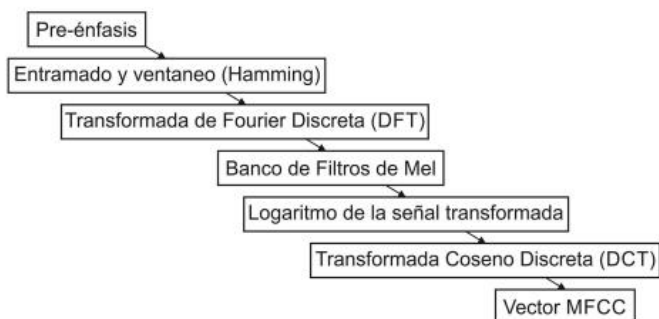 Pre-énfasis
Entramado y ventaneo (Hamming)
Transformada de Fourier Discreta (DFT)
Banco de Filtros de Mel
Logaritmo de la señal transformada
Transformada Coseno Discreta (DCT)
Vector MFCC